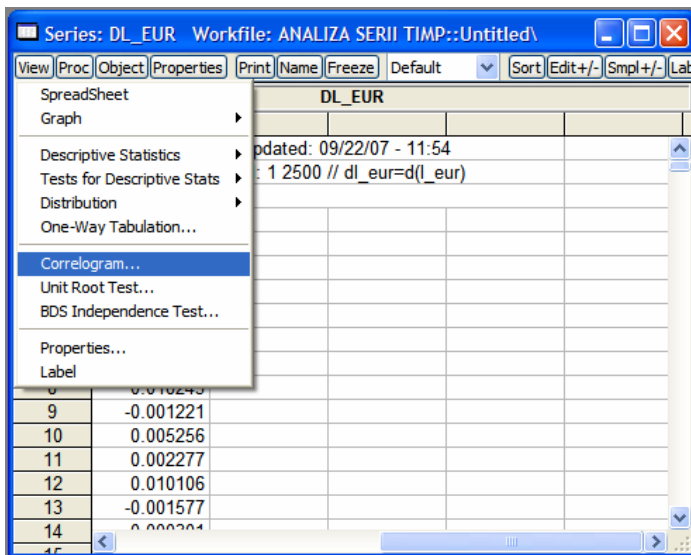 Series: DL_EUR Workfile: ANALIZA SERII TIMP::Untitled\
View Proc Object Properties Print Name Freeze Default Sort Edit+/- Smpl+/- Lab
SpreadSheet
Graph
Descriptive Statistics
Tests for Descriptive Stats
Distribution
One-Way Tabulation...
Correlogram...
Unit Root Test...
BDS Independence Test...
Properties...
Label
DL_EUR
pdated: 09/22/07 - 11:54
: 1 2500 // dl_eur=d(l_eur)
9 -0.001221
10 0.005256
11 0.002277
12 0.010106
13 -0.001577
14